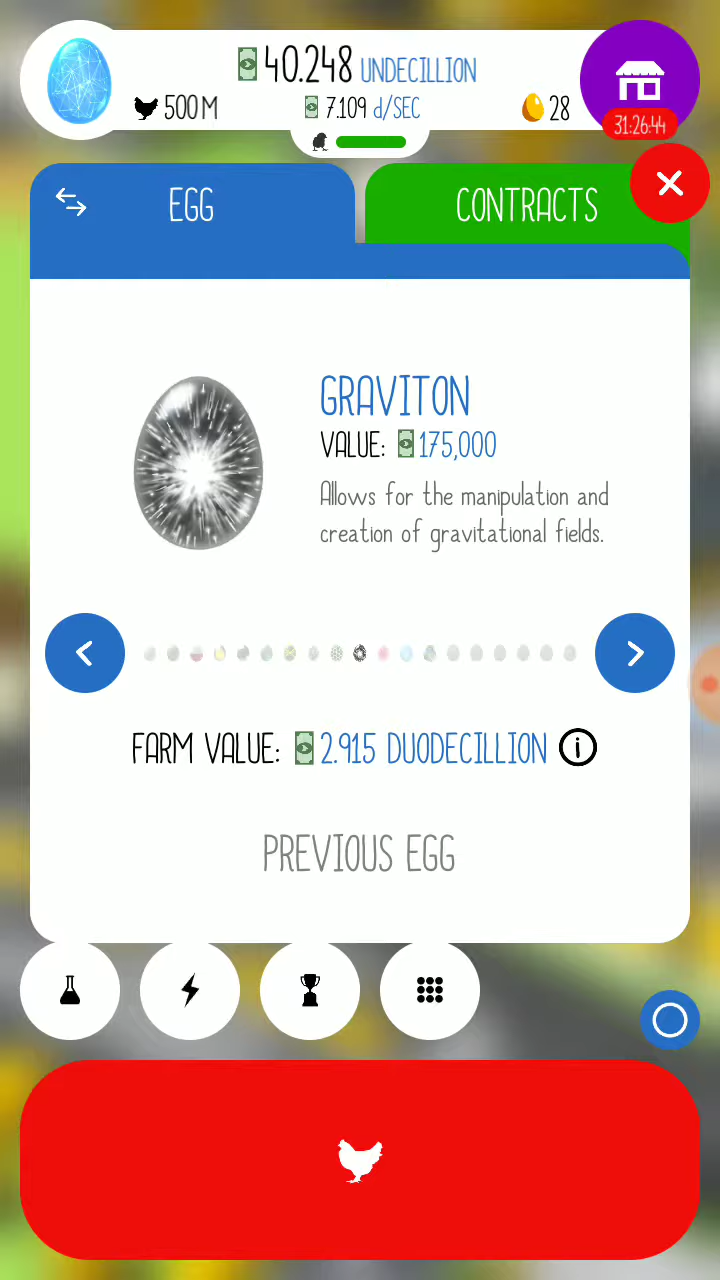 40.248 UNDECILLION
500M
7.109 d/SEC
28
31:26:44
EGG
CONTRACTS
GRAVITON
VALUE: 175,000
Allows for the manipulation and
creation of gravitational fields.
FARM VALUE: 2.915 DUODECILLION
PREVIOUS EGG